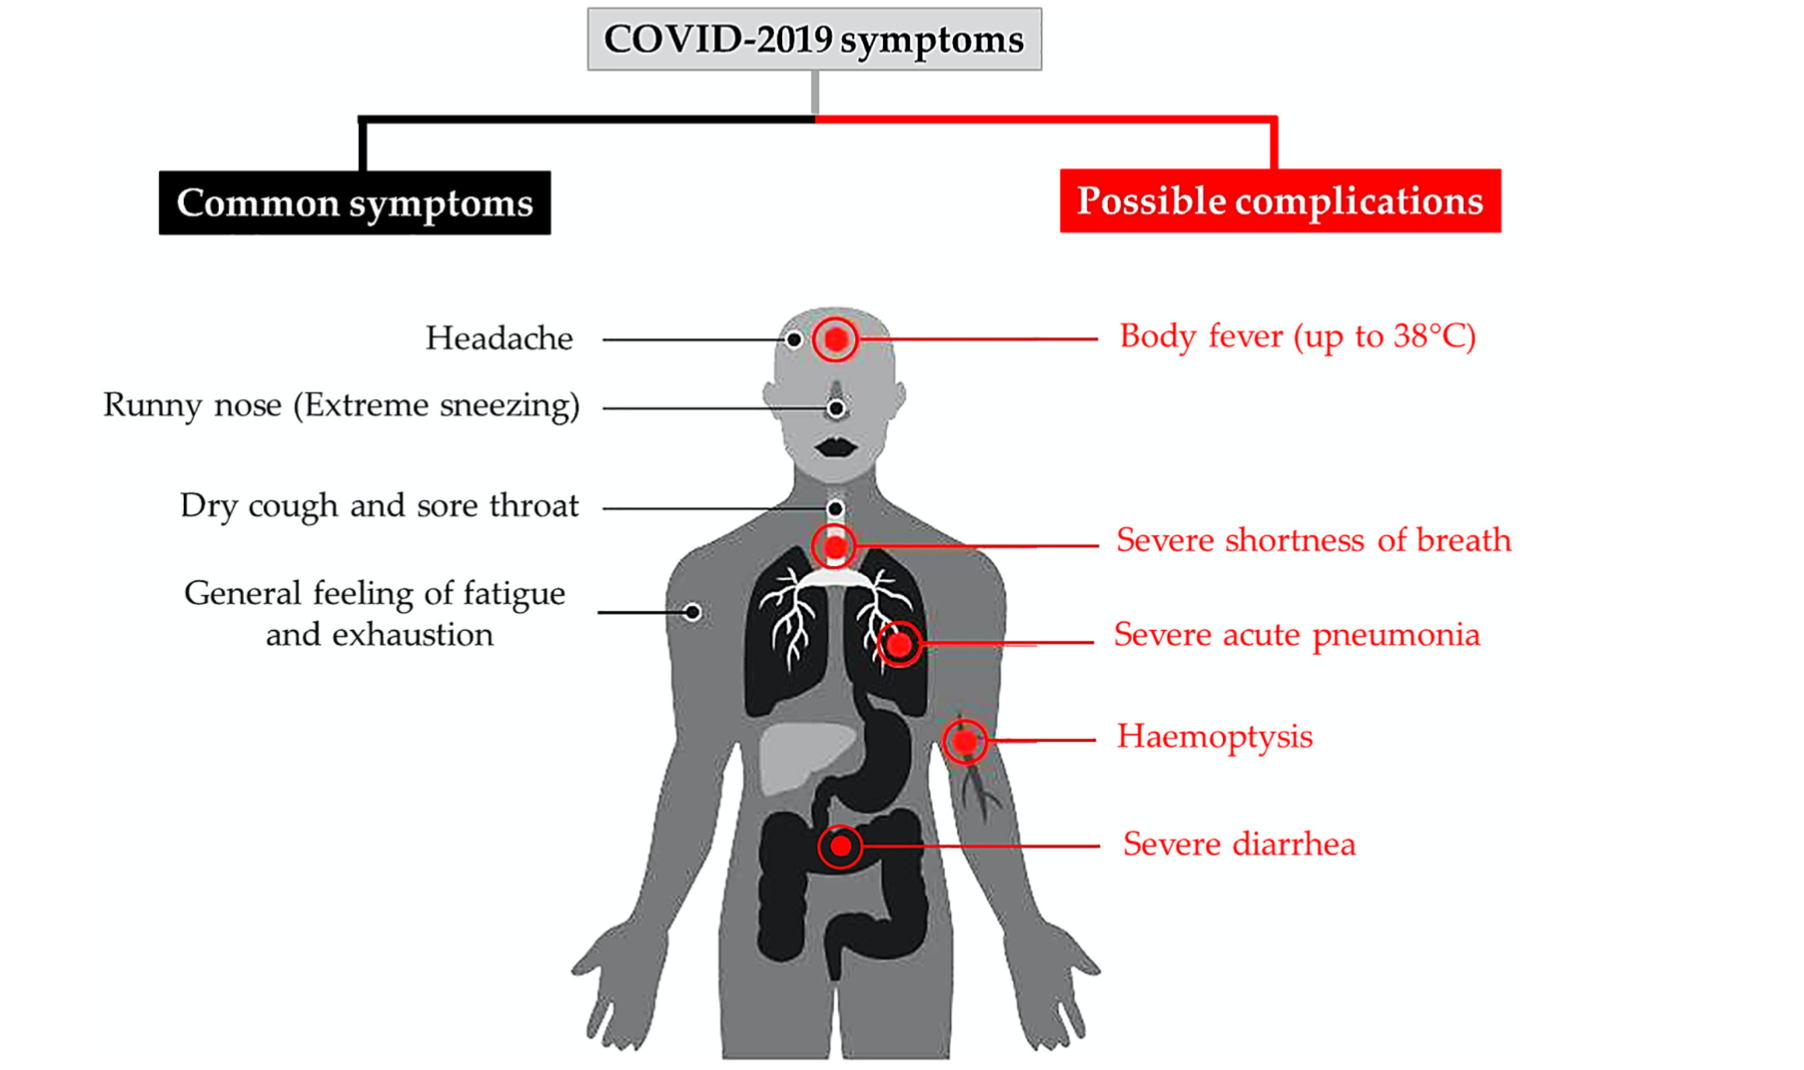 COVID-2019 symptoms
Common symptoms
Possible complications
Headache
Runny nose (Extreme sneezing)
Dry cough and sore throat
General feeling of fatigue
and exhaustion
Body fever (up to 38°C)
Severe shortness of breath
Severe acute pneumonia
Haemoptysis
Severe diarrhea